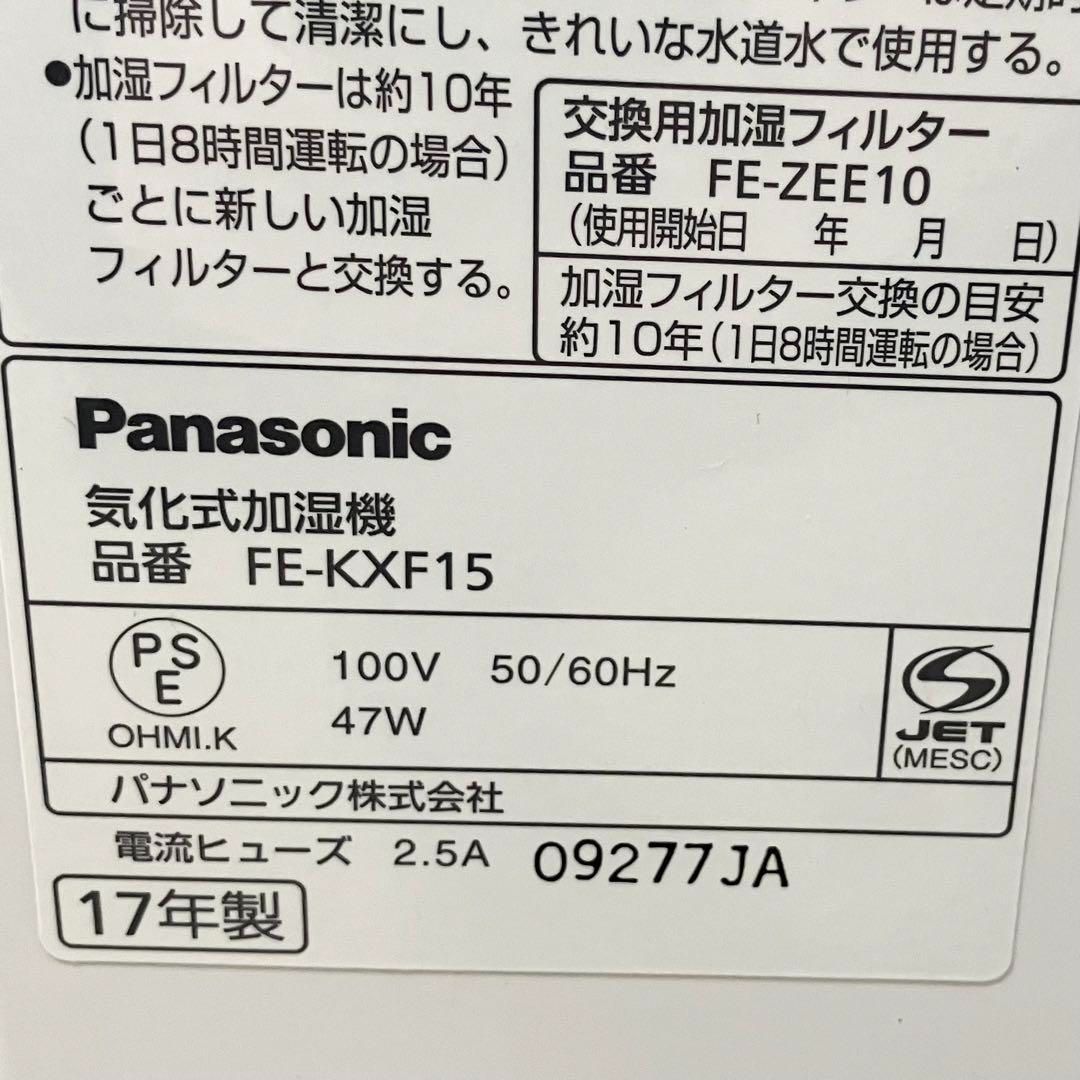 に掃除して清潔にし、きれいな水道水で使用する。
●加湿フィルターは約10年
(1日8時間運転の場合)
ごとに新しい加湿
フィルターと交換する。
交換用加湿フィルター
品番 FE-ZEE10
(使用開始日 年 月 日)
加湿フィルター交換の目安
約10年(1日8時間運転の場合)
Panasonic
気化式加湿機
品番 FE-KXF15
PS
E
OHMI.K
100V 50/60Hz
47W
JET
(MESC)
パナソニック株式会社
電流ヒューズ 2.5A 09277JA
17年製